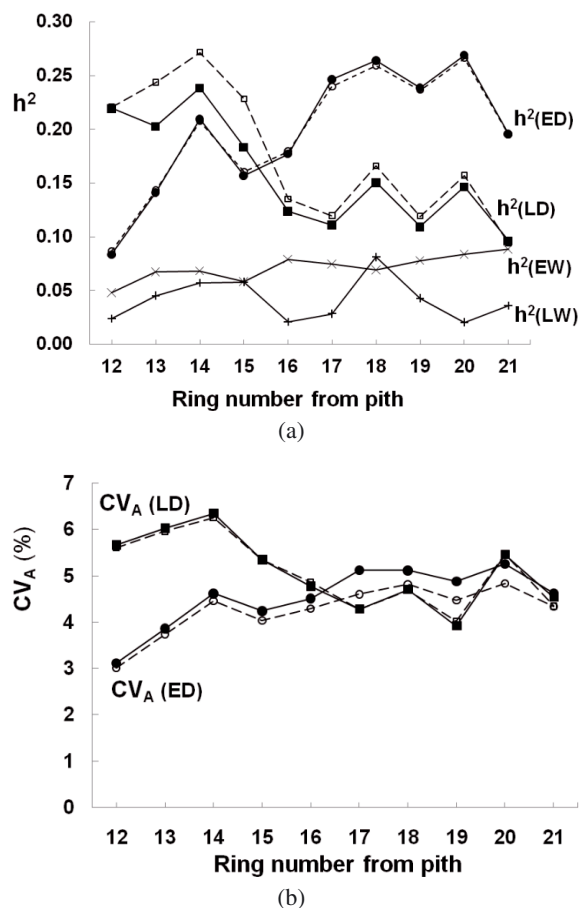 0.30
0.25
0.20
0.15
0.10
0.05
0.00
h²
h²(ED)
h²(LD)
h²(EW)
h²(LW)
12 13 14 15 16 17 18 19 20 21
Ring number from pith
(a)
7
6
5
4
3
2
1
0
CV_A (%)
CV_A (LD)
CV_A (ED)
12 13 14 15 16 17 18 19 20 21
Ring number from pith
(b)